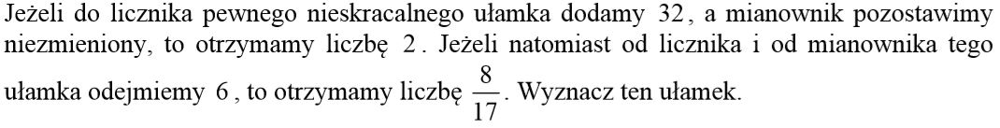 Jeżeli do licznika pewnego nieskracalnego ułamka dodamy 32, a mianownik pozostawimy
niezmieniony, to otrzymamy liczbę 2. Jeżeli natomiast od licznika i od mianownika tego
ułamka odejmiemy 6, to otrzymamy liczbę 8/17. Wyznacz ten ułamek.